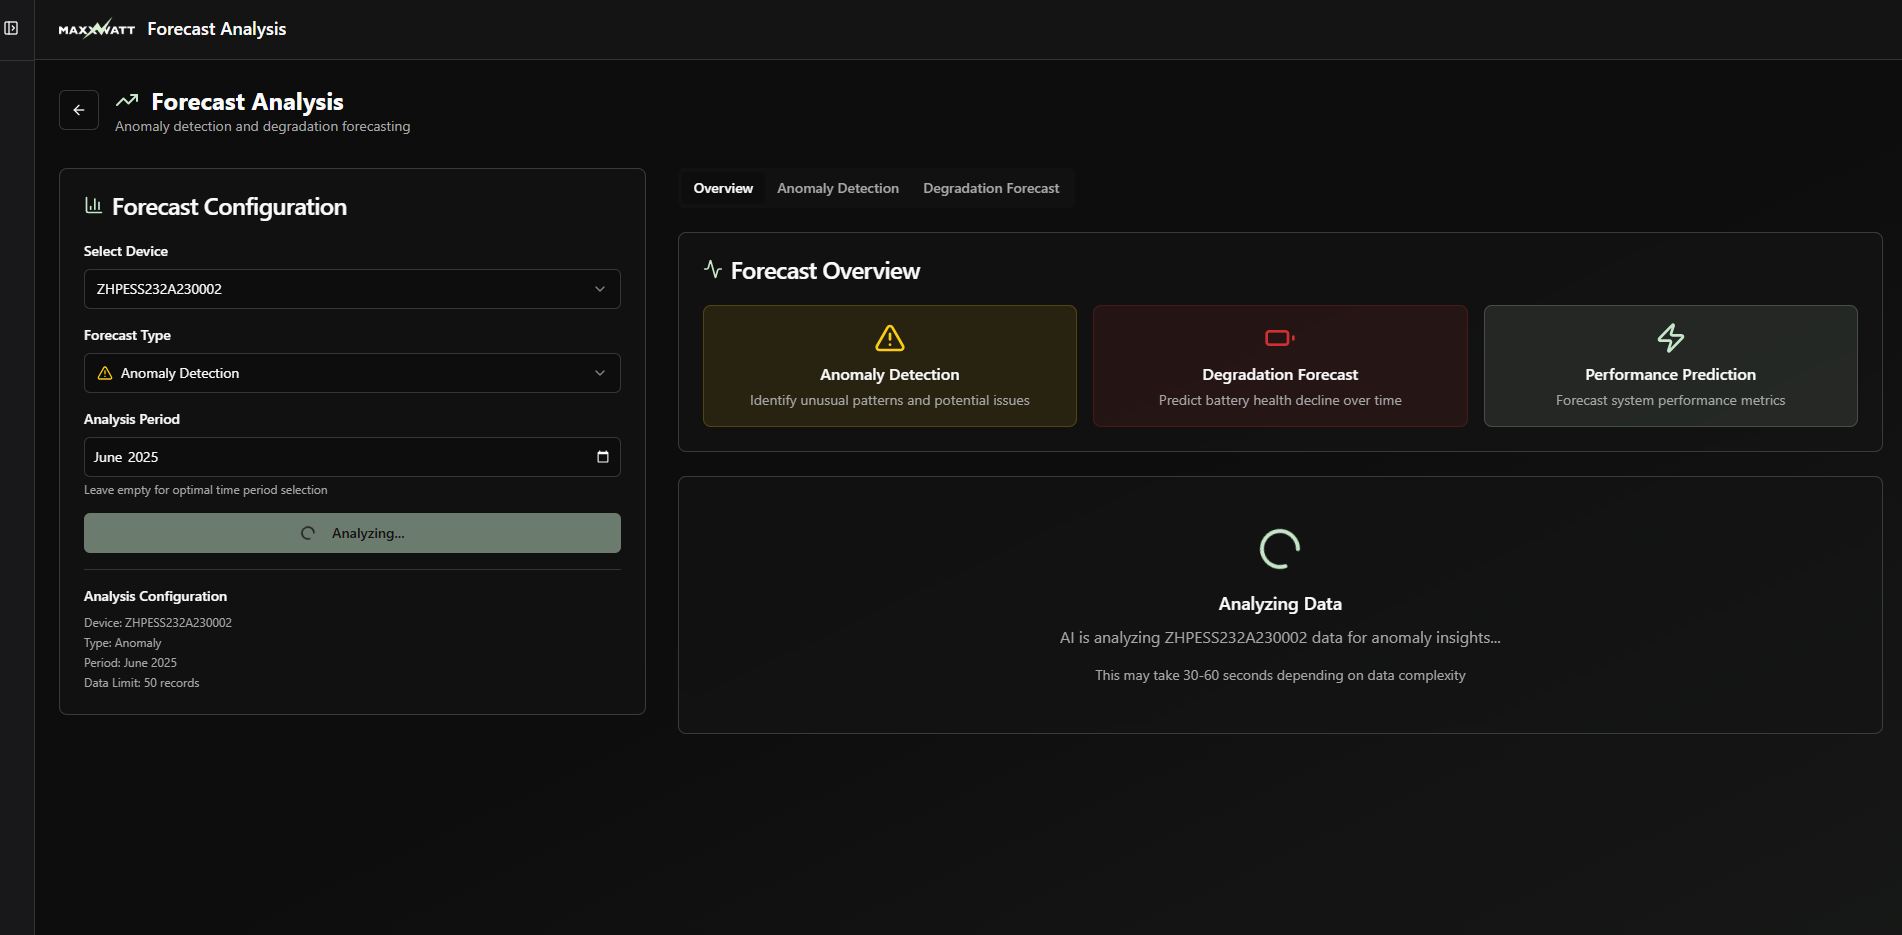 MAXXWATT Forecast Analysis
Forecast Analysis
Anomaly detection and degradation forecasting
Forecast Configuration
Select Device
ZHPESS232A230002
Forecast Type
Anomaly Detection
Analysis Period
June 2025
Leave empty for optimal time period selection
Analyzing...
Analysis Configuration
Device: ZHPESS232A230002
Type: Anomaly
Period: June 2025
Data Limit: 50 records
Overview Anomaly Detection Degradation Forecast
Forecast Overview
Anomaly Detection
Identify unusual patterns and potential issues
Degradation Forecast
Predict battery health decline over time
Performance Prediction
Forecast system performance metrics
Analyzing Data
AI is analyzing ZHPESS232A230002 data for anomaly insights...
This may take 30-60 seconds depending on data complexity